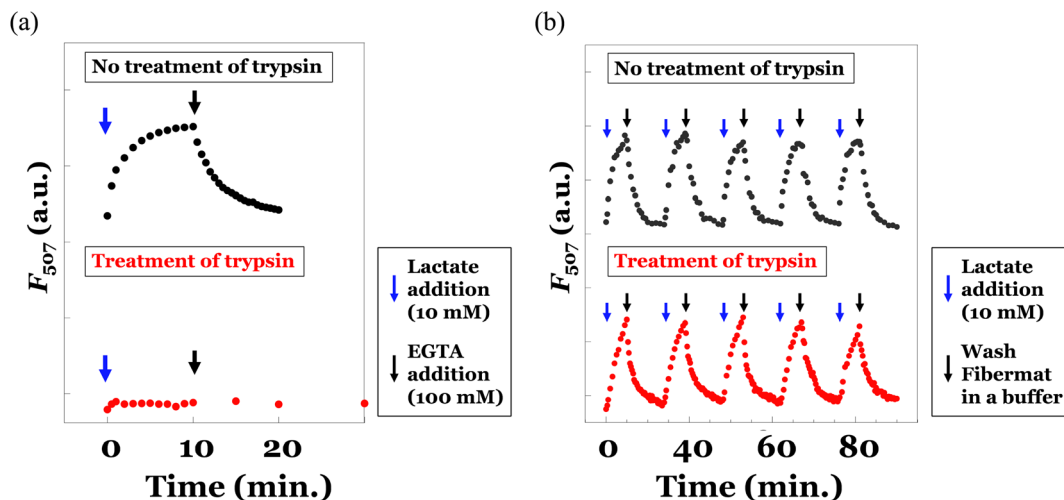 (a)
No treatment of trypsin
F507 (a.u.)
Treatment of trypsin
0 10 20
Time (min.)
Lactate
addition
(10 mM)
EGTA
addition
(100 mM)
(b)
No treatment of trypsin
F507 (a.u.)
Treatment of trypsin
0 40 60 80
Time (min.)
Lactate
addition
(10 mM)
Wash
Fibermat
in a buffer